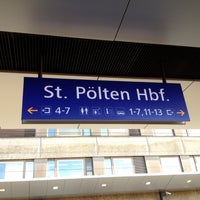 St. Pölten Hbf.
4-7 1-7,11-13